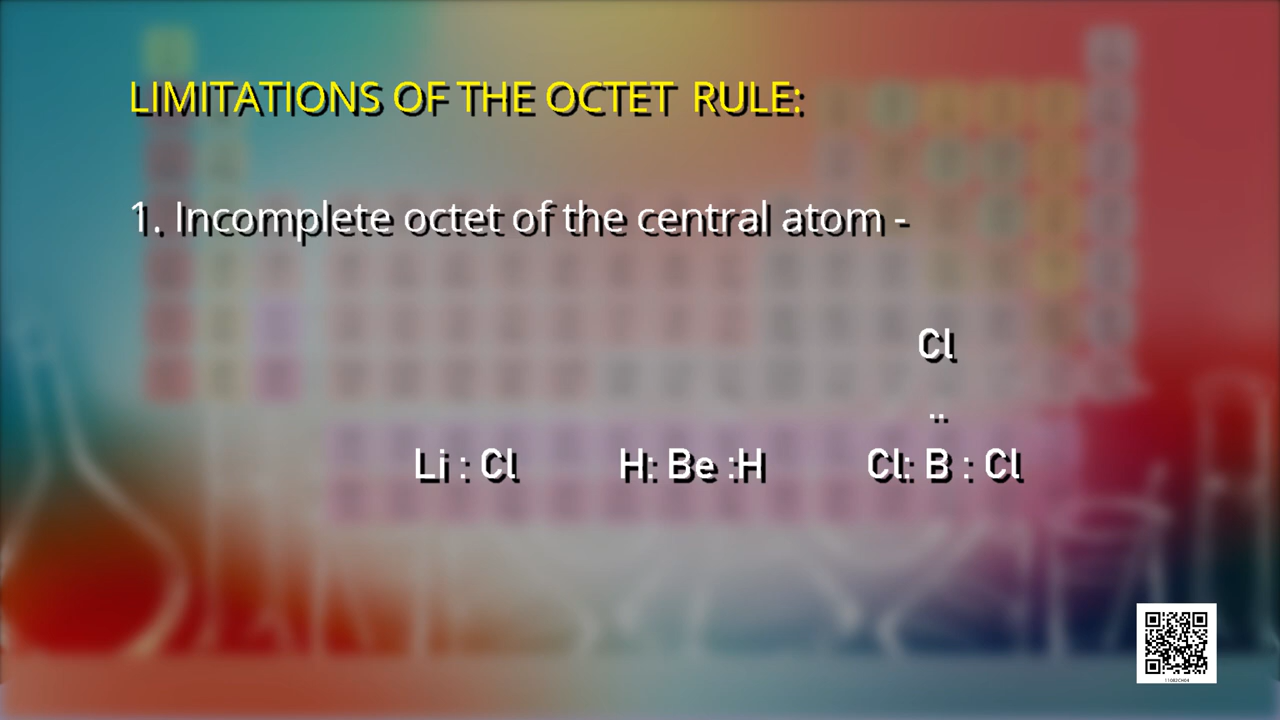 LIMITATIONS OF THE OCTET RULE:
1. Incomplete octet of the central atom -
Cl
..
Li : Cl H: Be :H Cl: B : Cl